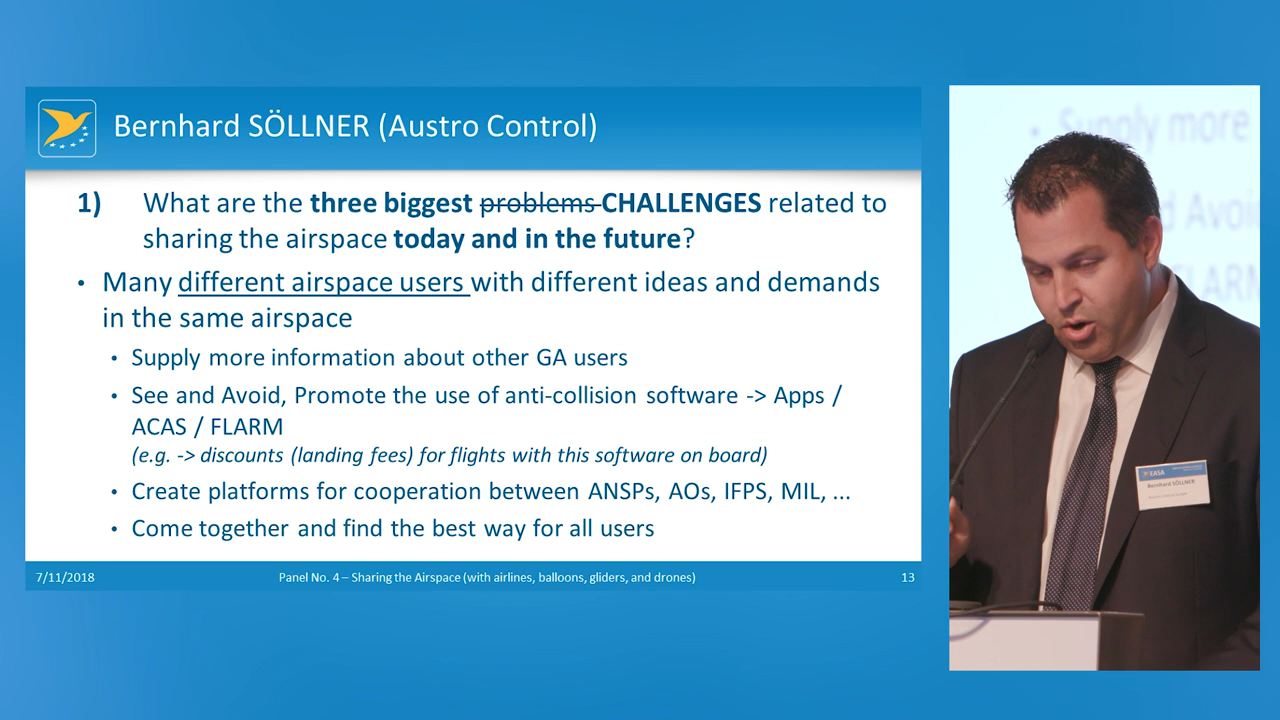 Bernhard SÖLLNER (Austro Control)
1) What are the three biggest problems CHALLENGES related to
sharing the airspace today and in the future?
• Many different airspace users with different ideas and demands
in the same airspace
• Supply more information about other GA users
• See and Avoid, Promote the use of anti-collision software -> Apps /
ACAS / FLARM
(e.g. -> discounts (landing fees) for flights with this software on board)
• Create platforms for cooperation between ANSPs, AOs, IFPS, MIL, ...
• Come together and find the best way for all users
7/11/2018 Panel No. 4 – Sharing the Airspace (with airlines, balloons, gliders, and drones) 13
• Supply more
d Avoi
FLARM
EASA
Bernhard SÖLLNER